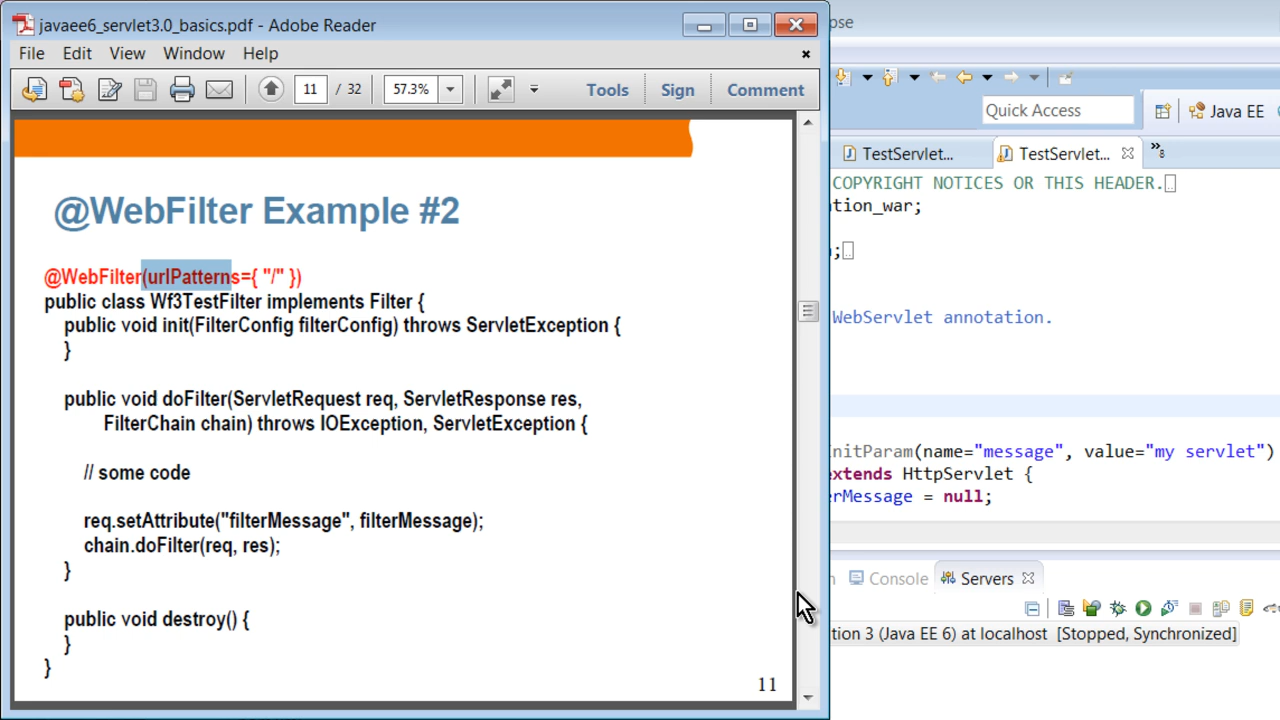 javaee6_servlet3.0_basics.pdf - Adobe Reader
File Edit View Window Help
11 / 32 57.3% Tools Sign Comment
@WebFilter Example #2
@WebFilter(urlPatterns={ "/" })
public class Wf3TestFilter implements Filter {
public void init(FilterConfig filterConfig) throws ServletException {
}
public void doFilter(ServletRequest req, ServletResponse res,
FilterChain chain) throws IOException, ServletException {
// some code
req.setAttribute("filterMessage", filterMessage);
chain.doFilter(req, res);
}
public void destroy() {
}
}
11
Quick Access Java EE
TestServlet... TestServlet... 8
COPYRIGHT NOTICES OR THIS HEADER.
tion_war;
;
WebServlet annotation.
nitParam(name="message", value="my servlet")
extends HttpServlet {
erMessage = null;
Console Servers
tion 3 (Java EE 6) at localhost [Stopped, Synchronized]